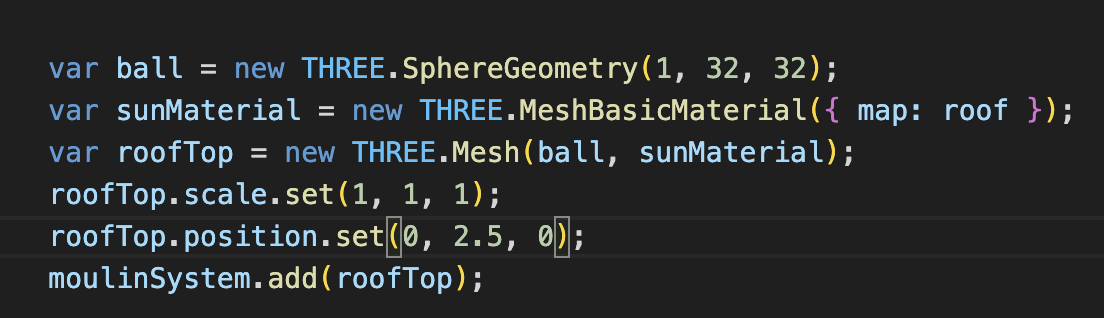 var ball = new THREE.SphereGeometry(1, 32, 32);
var sunMaterial = new THREE.MeshBasicMaterial({ map: roof });
var roofTop = new THREE.Mesh(ball, sunMaterial);
roofTop.scale.set(1, 1, 1);
roofTop.position.set(0, 2.5, 0);
moulinSystem.add(roofTop);